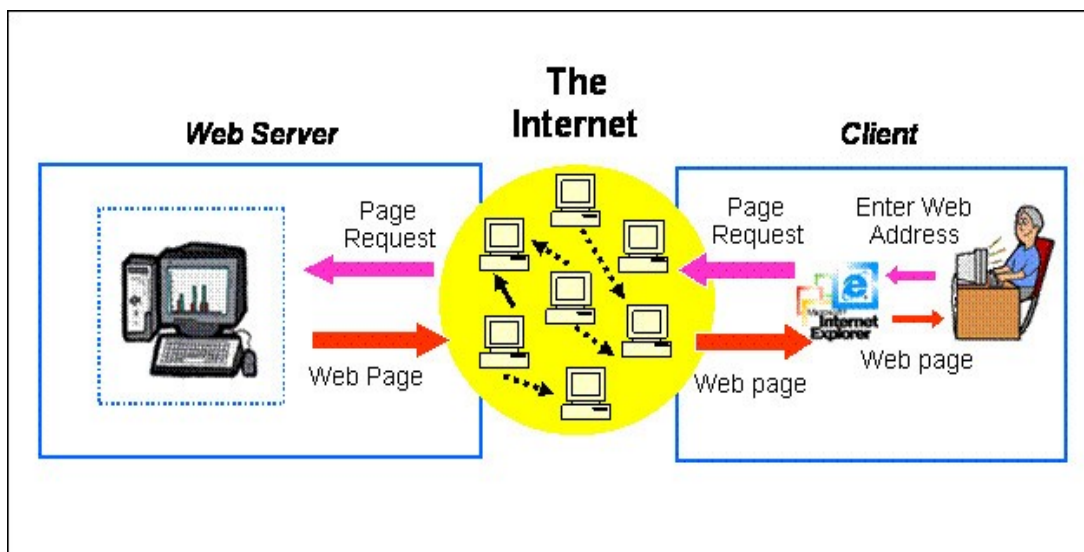 The
Internet
Web Server
Client
Page
Request
Page
Request
Enter Web
Address
Internet
Explorer
Web Page
Web page
Web page